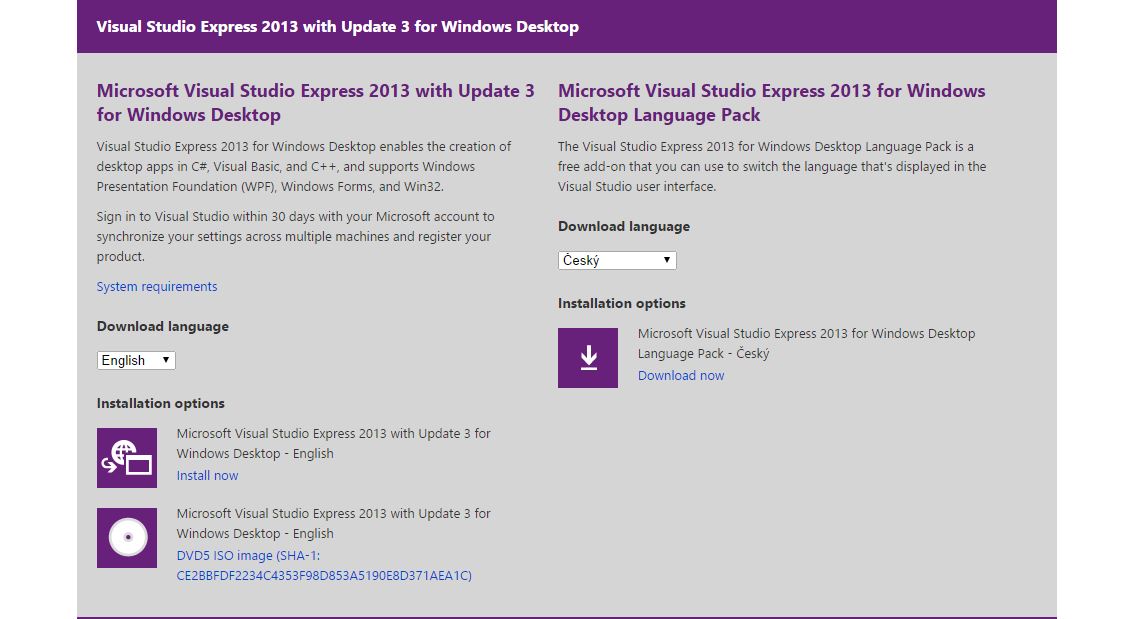 Visual Studio Express 2013 with Update 3 for Windows Desktop
Microsoft Visual Studio Express 2013 with Update 3
for Windows Desktop
Visual Studio Express 2013 for Windows Desktop enables the creation of
desktop apps in C#, Visual Basic, and C++, and supports Windows
Presentation Foundation (WPF), Windows Forms, and Win32.
Sign in to Visual Studio within 30 days with your Microsoft account to
synchronize your settings across multiple machines and register your
product.
System requirements
Download language
English
Installation options
Microsoft Visual Studio Express 2013 with Update 3 for
Windows Desktop - English
Install now
Microsoft Visual Studio Express 2013 with Update 3 for
Windows Desktop - English
DVD5 ISO image (SHA-1:
CE2BBFDF2234C4353F98D853A5190E8D371AEA1C)
Microsoft Visual Studio Express 2013 for Windows
Desktop Language Pack
The Visual Studio Express 2013 for Windows Desktop Language Pack is a
free add-on that you can use to switch the language that's displayed in the
Visual Studio user interface.
Download language
Český
Installation options
Microsoft Visual Studio Express 2013 for Windows Desktop
Language Pack - Český
Download now